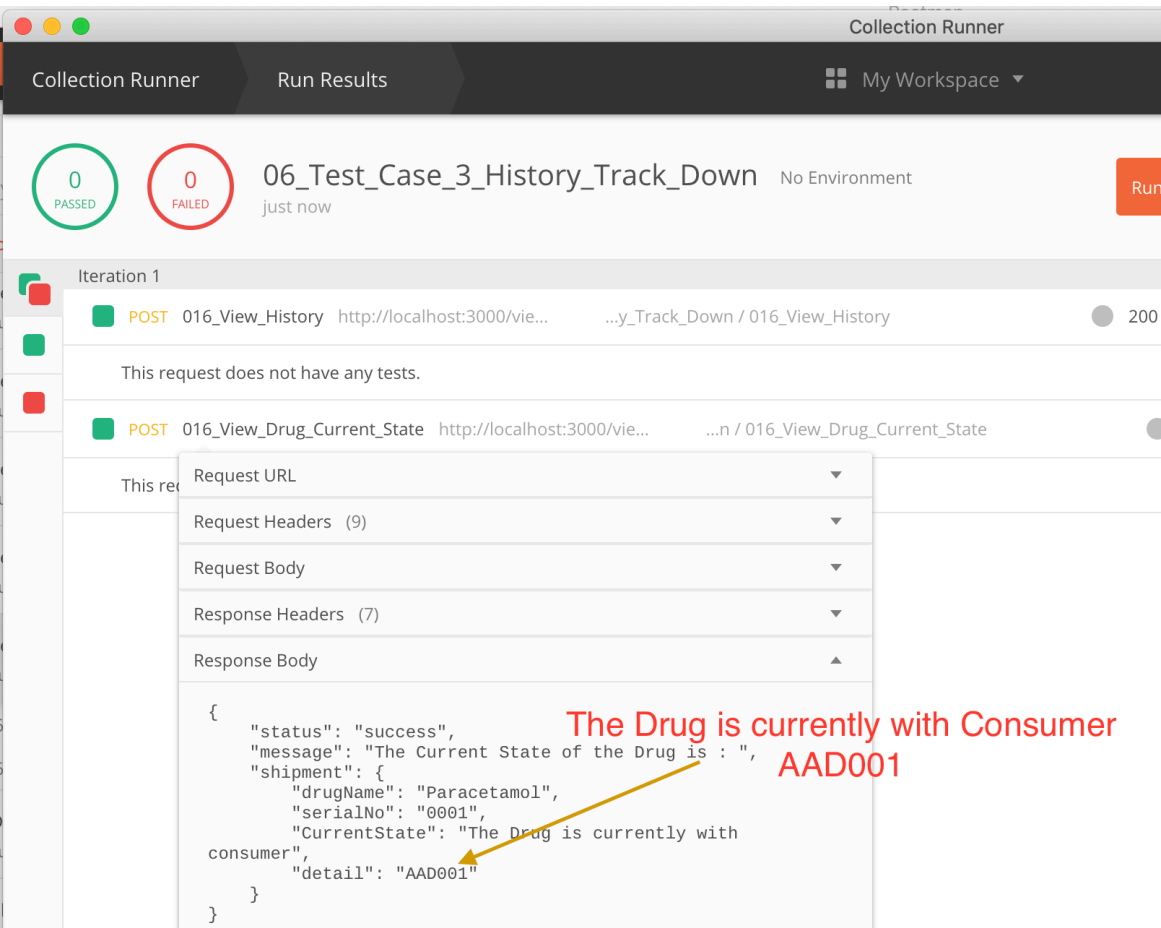 Collection Runner
Collection Runner
Run Results
My Workspace
0
PASSED
0
FAILED
06_Test_Case_3_History_Track_Down
No Environment
just now
Run
Iteration 1
POST 016_View_History http://localhost:3000/vie... ...y_Track_Down / 016_View_History 200
This request does not have any tests.
POST 016_View_Drug_Current_State http://localhost:3000/vie... ...n / 016_View_Drug_Current_State
This req
Request URL
Request Headers (9)
Request Body
Response Headers (7)
Response Body
{
"status": "success",
"message": "The Current State of the Drug is : ",
"shipment": {
"drugName": "Paracetamol",
"serialNo": "0001",
"CurrentState": "The Drug is currently with
consumer",
"detail": "AAD001"
}
}
The Drug is currently with Consumer
AAD001